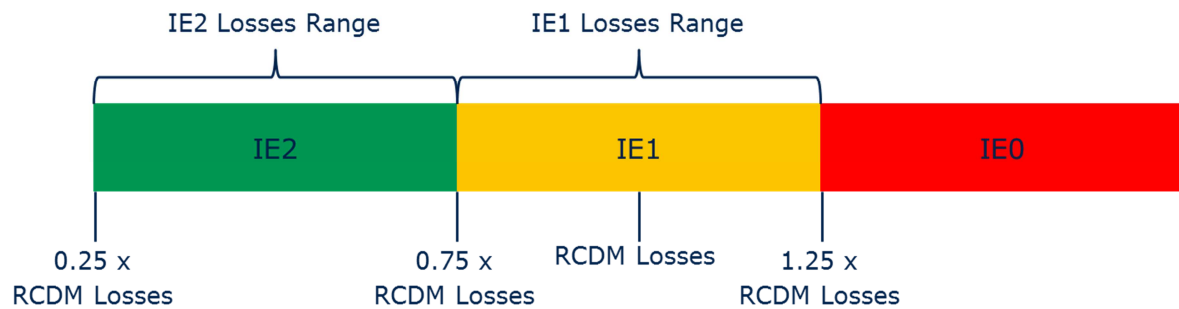 IE2 Losses Range
IE1 Losses Range
IE2
IE1
IE0
0.25 x
RCDM Losses
0.75 x
RCDM Losses
RCDM Losses
1.25 x
RCDM Losses